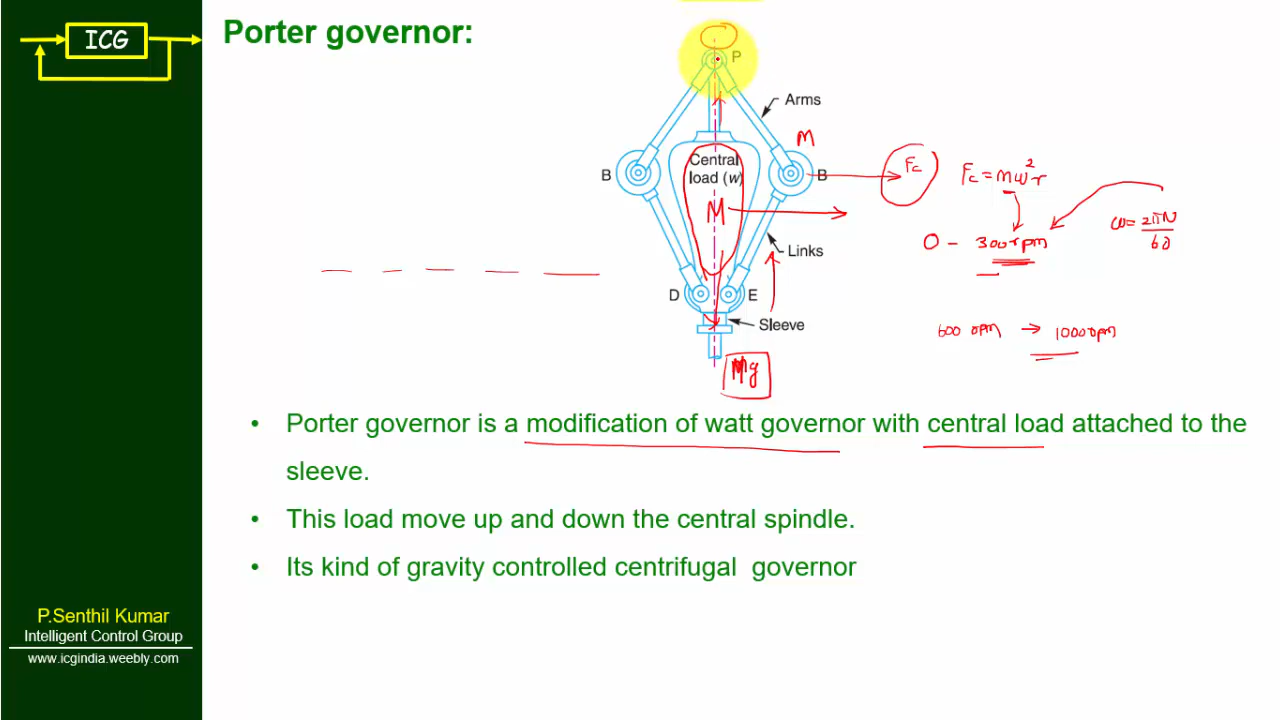 ICG
Porter governor:
P
Arms
M
B
Central
load (w)
M
B
Fc
Fc = mω²r
ω = 2πN/60
0 - 300 rpm
Links
D
E
Sleeve
600 rpm → 1000 rpm
Mg
• Porter governor is a modification of watt governor with central load attached to the
sleeve.
• This load move up and down the central spindle.
• Its kind of gravity controlled centrifugal governor
P.Senthil Kumar
Intelligent Control Group
www.icgindia.weebly.com